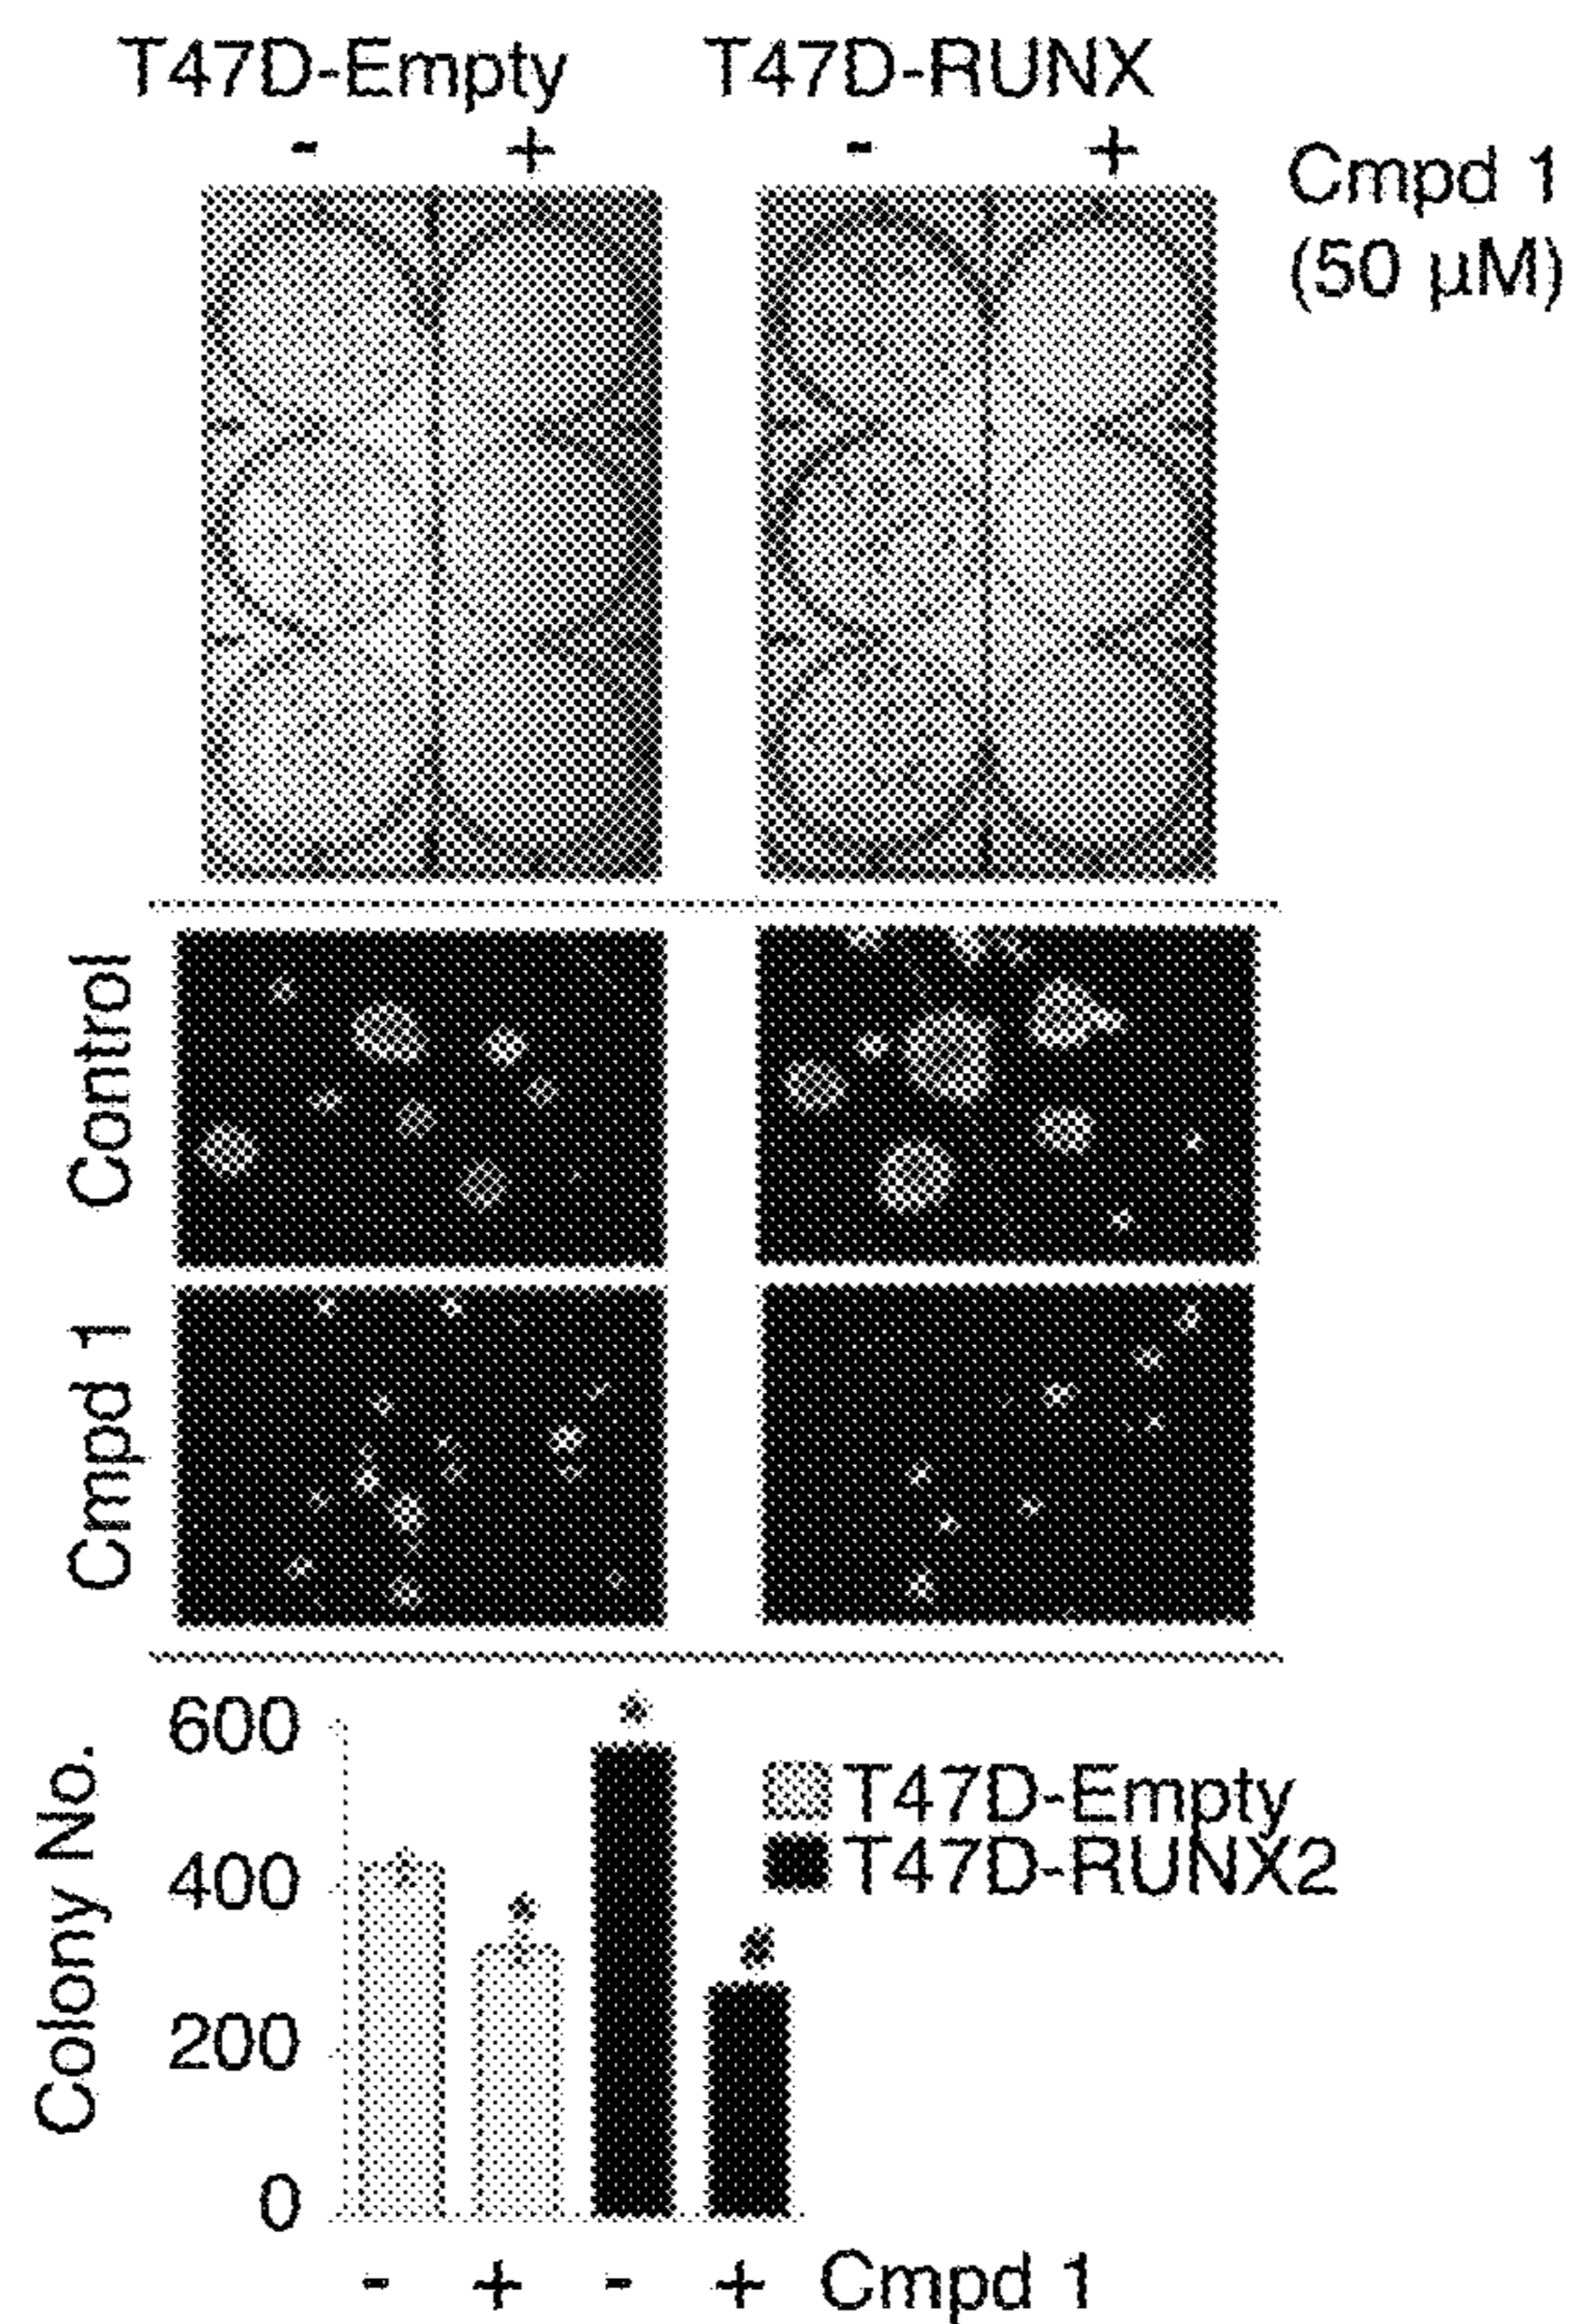 T47D-Empty T47D-RUNX
- + - +
Cmpd 1
(50 µM)
Control
Cmpd 1
Colony No.
600
400
200
0
* * *
T47D-Empty
T47D-RUNX2
- + - + Cmpd 1